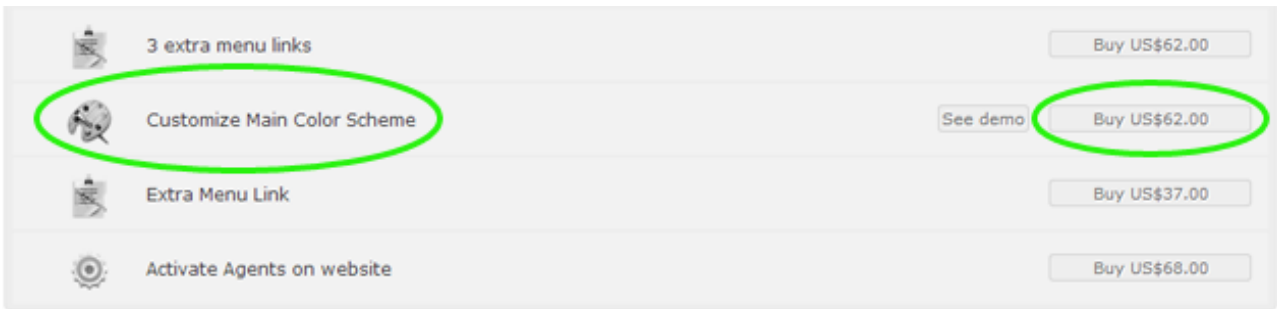 3 extra menu links Buy US$62.00
Customize Main Color Scheme See demo Buy US$62.00
Extra Menu Link Buy US$37.00
Activate Agents on website Buy US$68.00